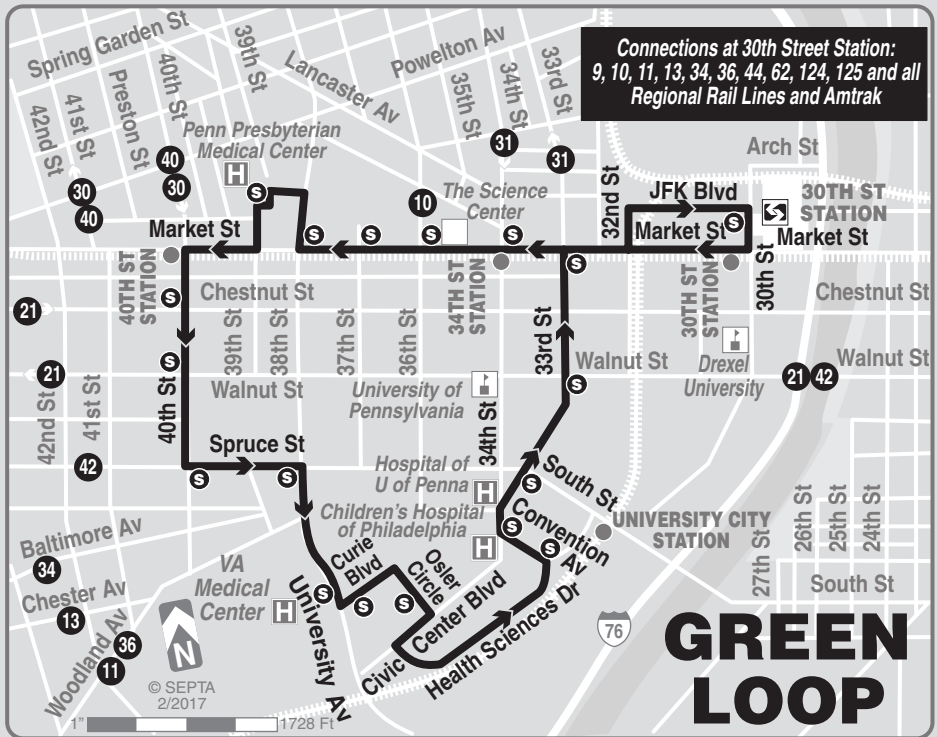 Spring Garden St
39th St
Lancaster Av
Powelton Av
35th St
34th St
33rd St
Connections at 30th Street Station:
9, 10, 11, 13, 34, 36, 44, 62, 124, 125 and all
Regional Rail Lines and Amtrak
42nd St
41st St
Preston St
40th St
Penn Presbyterian
Medical Center
H
40
30
30
40
31
31
Arch St
10
The Science
Center
32nd St
JFK Blvd
30TH ST
STATION
Market St
Market St
Market St
S
S
S
S
S
S
S
40TH ST
STATION
34TH ST
STATION
30TH ST
STATION
30th St
Chestnut St
Chestnut St
21
S
S
39th St
38th St
37th St
36th St
33rd St
Walnut St
Walnut St
Walnut St
Drexel
University
21
42
21
42nd St
41st St
40th St
University of
Pennsylvania
34th St
S
Spruce St
42
S
S
Hospital of
U of Penna
H
S
South St
Children's Hospital
of Philadelphia
H
S
Convention
Av
S
UNIVERSITY CITY
STATION
27th St
26th St
25th St
24th St
South St
Baltimore Av
34
Chester Av
13
Woodland Av
36
11
VA
Medical
Center
H
S
University Av
Curie
Blvd
S
Osler
Circle
S
Civic Center Blvd
Health Sciences Dr
76
N
© SEPTA
2/2017
1" 1728 Ft
GREEN
LOOP